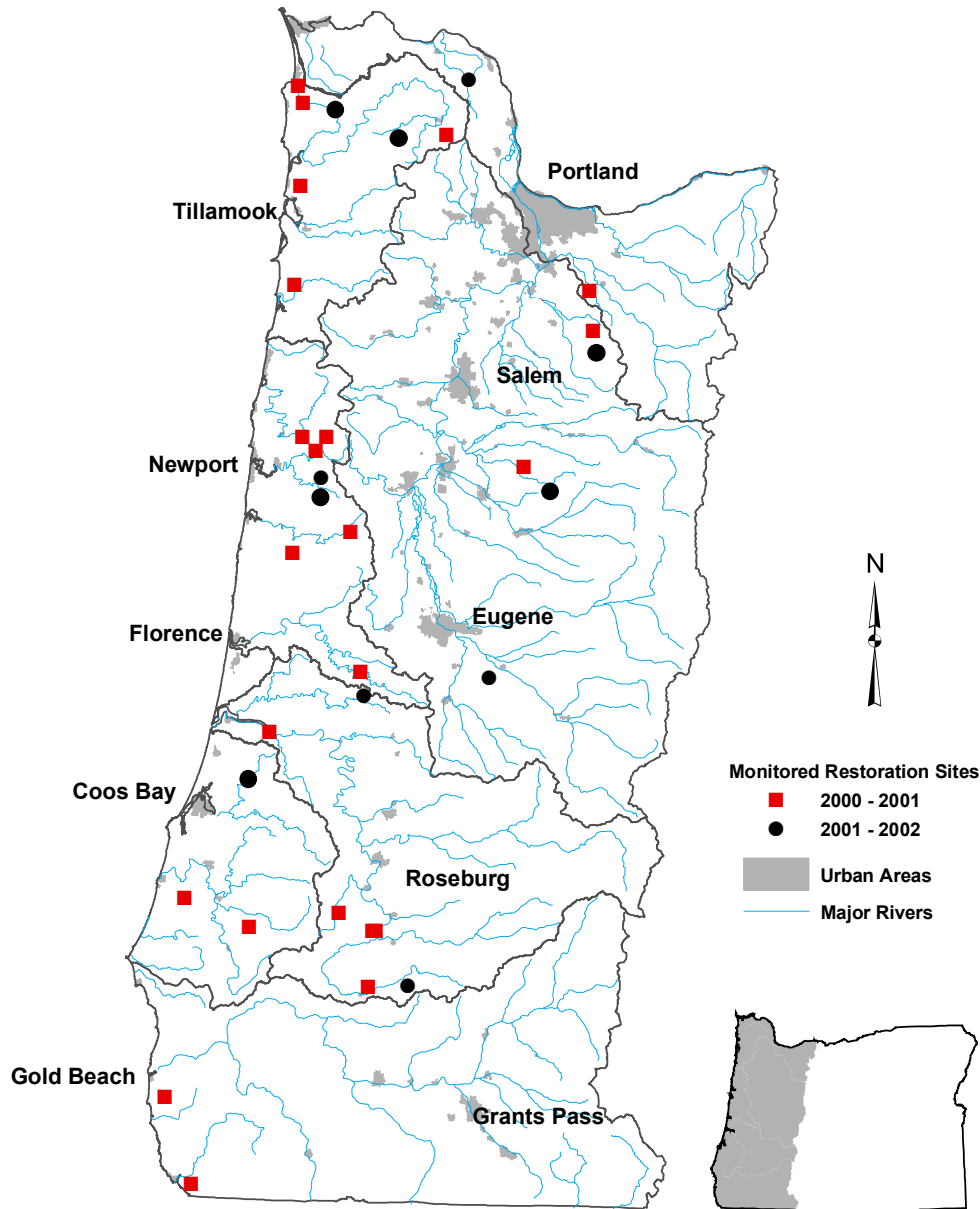 Portland
Tillamook
Salem
Newport
N
Eugene
Florence
Monitored Restoration Sites
Coos Bay
2000 - 2001
2001 - 2002
Roseburg
Urban Areas
Major Rivers
Gold Beach
Grants Pass